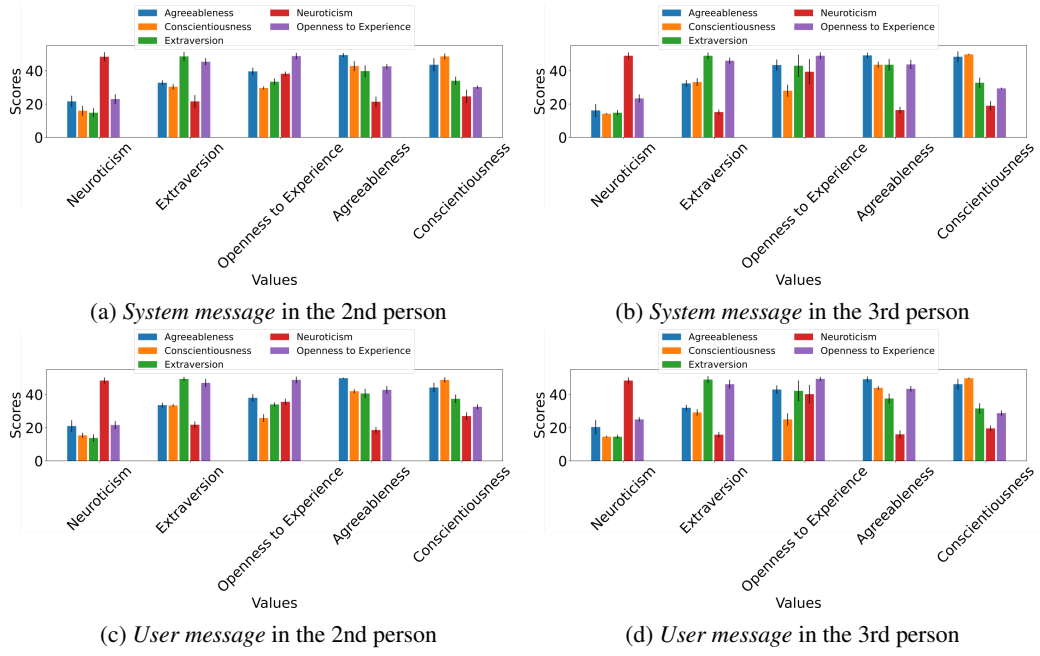 Agreeableness
Conscientiousness
Extraversion
Neuroticism
Openness to Experience
Scores
40
20
0
Neuroticism
Extraversion
Openness to Experience
Agreeableness
Conscientiousness
Values
(a) System message in the 2nd person
Agreeableness
Conscientiousness
Extraversion
Neuroticism
Openness to Experience
Scores
40
20
0
Neuroticism
Extraversion
Openness to Experience
Agreeableness
Conscientiousness
Values
(b) System message in the 3rd person
Agreeableness
Conscientiousness
Extraversion
Neuroticism
Openness to Experience
Scores
40
20
0
Neuroticism
Extraversion
Openness to Experience
Agreeableness
Conscientiousness
Values
(c) User message in the 2nd person
Agreeableness
Conscientiousness
Extraversion
Neuroticism
Openness to Experience
Scores
40
20
0
Neuroticism
Extraversion
Openness to Experience
Agreeableness
Conscientiousness
Values
(d) User message in the 3rd person